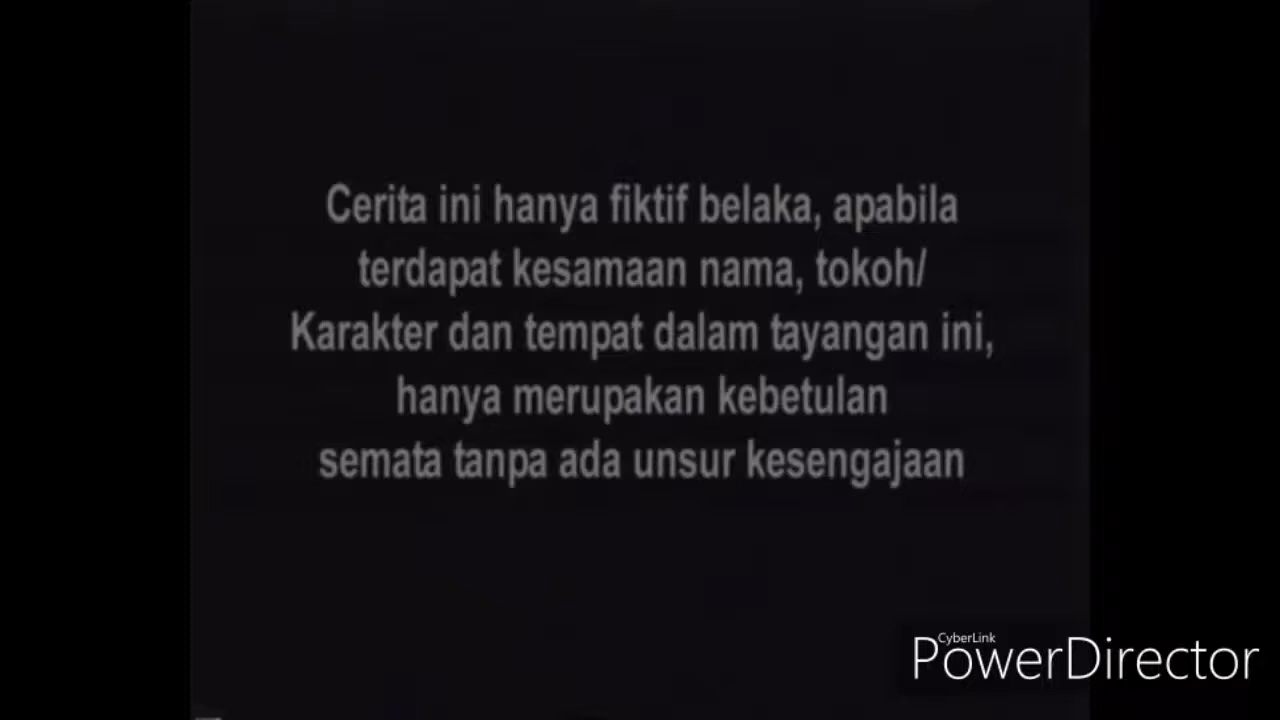 Cerita ini hanya fiktif belaka, apabila
terdapat kesamaan nama, tokoh/
Karakter dan tempat dalam tayangan ini,
hanya merupakan kebetulan
semata tanpa ada unsur kesengajaan
CyberLink
PowerDirector